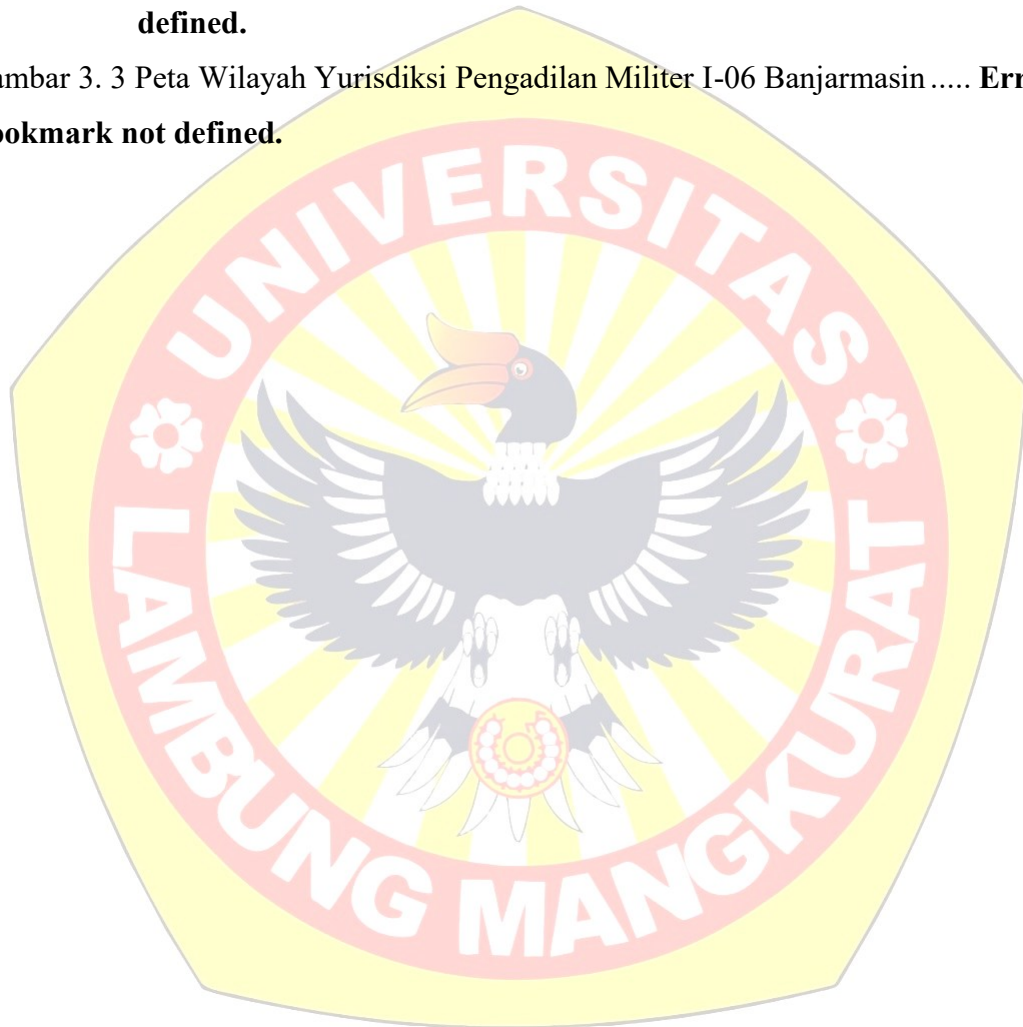 defined.
ambar 3. 3 Peta Wilayah Yurisdiksi Pengadilan Militer I-06 Banjarmasin ..... Err
ookmark not defined.
UNIVERSITAS
LAMBUNG MANGKURAT